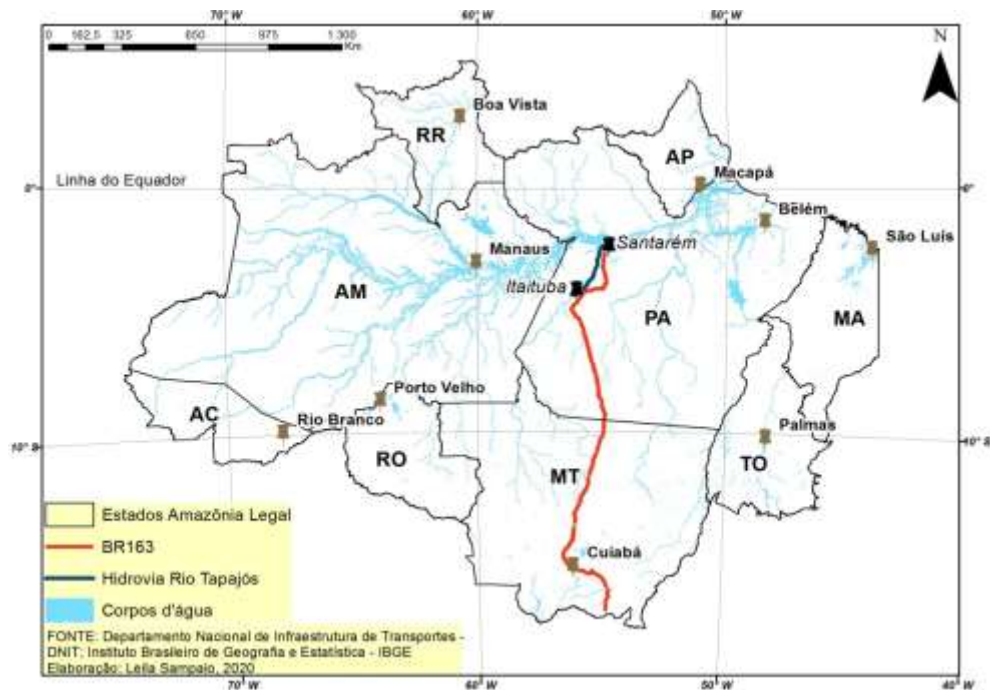 70° W 60° W 50° W 40° W
0 162,5 325 650 975 1.300
Km
N
Boa Vista
RR
AP
Macapá
Linha do Equador
0° 0°
Belém
Santarém
São Luis
Manaus
Itaituba
AM
PA
MA
Porto Velho
AC
Rio Branco
Palmas
10° S 10° S
RO
MT
TO
Estados Amazônia Legal
BR163
Cuiabá
Hidrovia Rio Tapajós
Corpos d'água
FONTE: Departamento Nacional de Infraestrutura de Transportes -
DNIT; Instituto Brasileiro de Geografia e Estatística - IBGE
Elaboração: Leila Sampaio, 2020
70° W 60° W 50° W 40° W